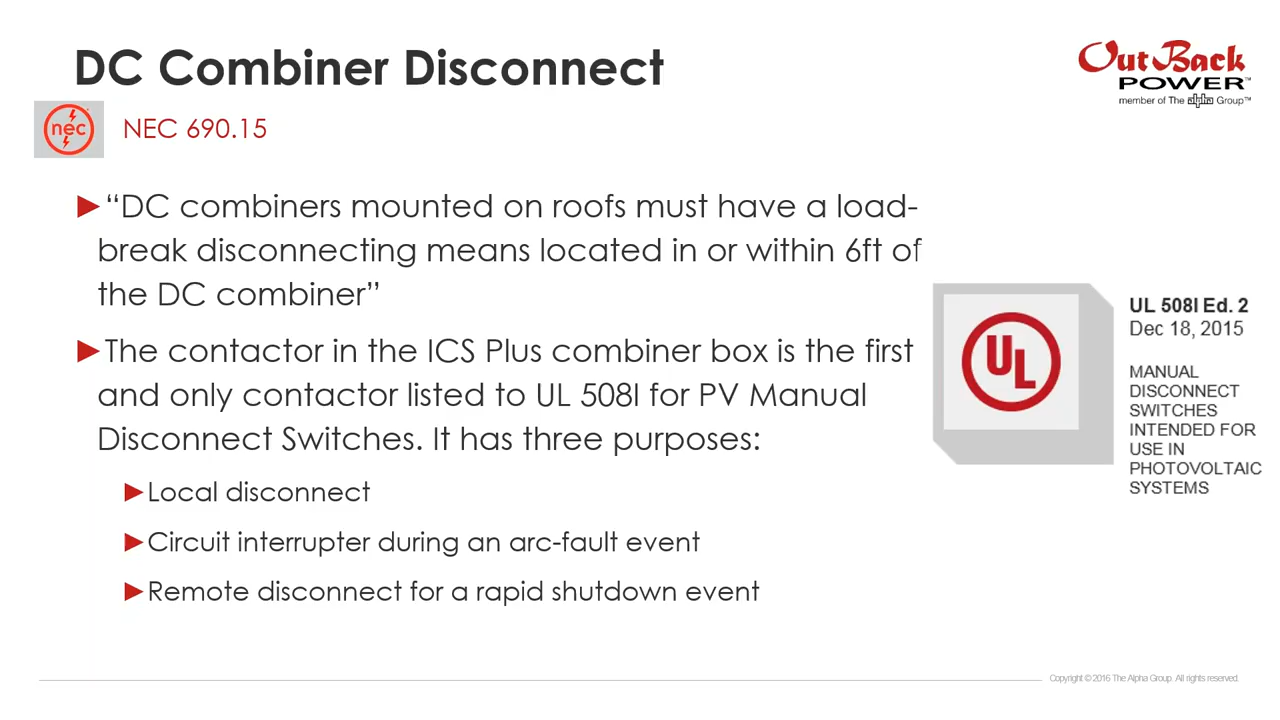 DC Combiner Disconnect
OutBack
POWER™
member of The alpha Group™
nec
NEC 690.15
►“DC combiners mounted on roofs must have a load-
break disconnecting means located in or within 6ft of
the DC combiner”
►The contactor in the ICS Plus combiner box is the first
and only contactor listed to UL 508I for PV Manual
Disconnect Switches. It has three purposes:
►Local disconnect
►Circuit interrupter during an arc-fault event
►Remote disconnect for a rapid shutdown event
UL
UL 508I Ed. 2
Dec 18, 2015
MANUAL
DISCONNECT
SWITCHES
INTENDED FOR
USE IN
PHOTOVOLTAIC
SYSTEMS
Copyright © 2016 The Alpha Group. All rights reserved.